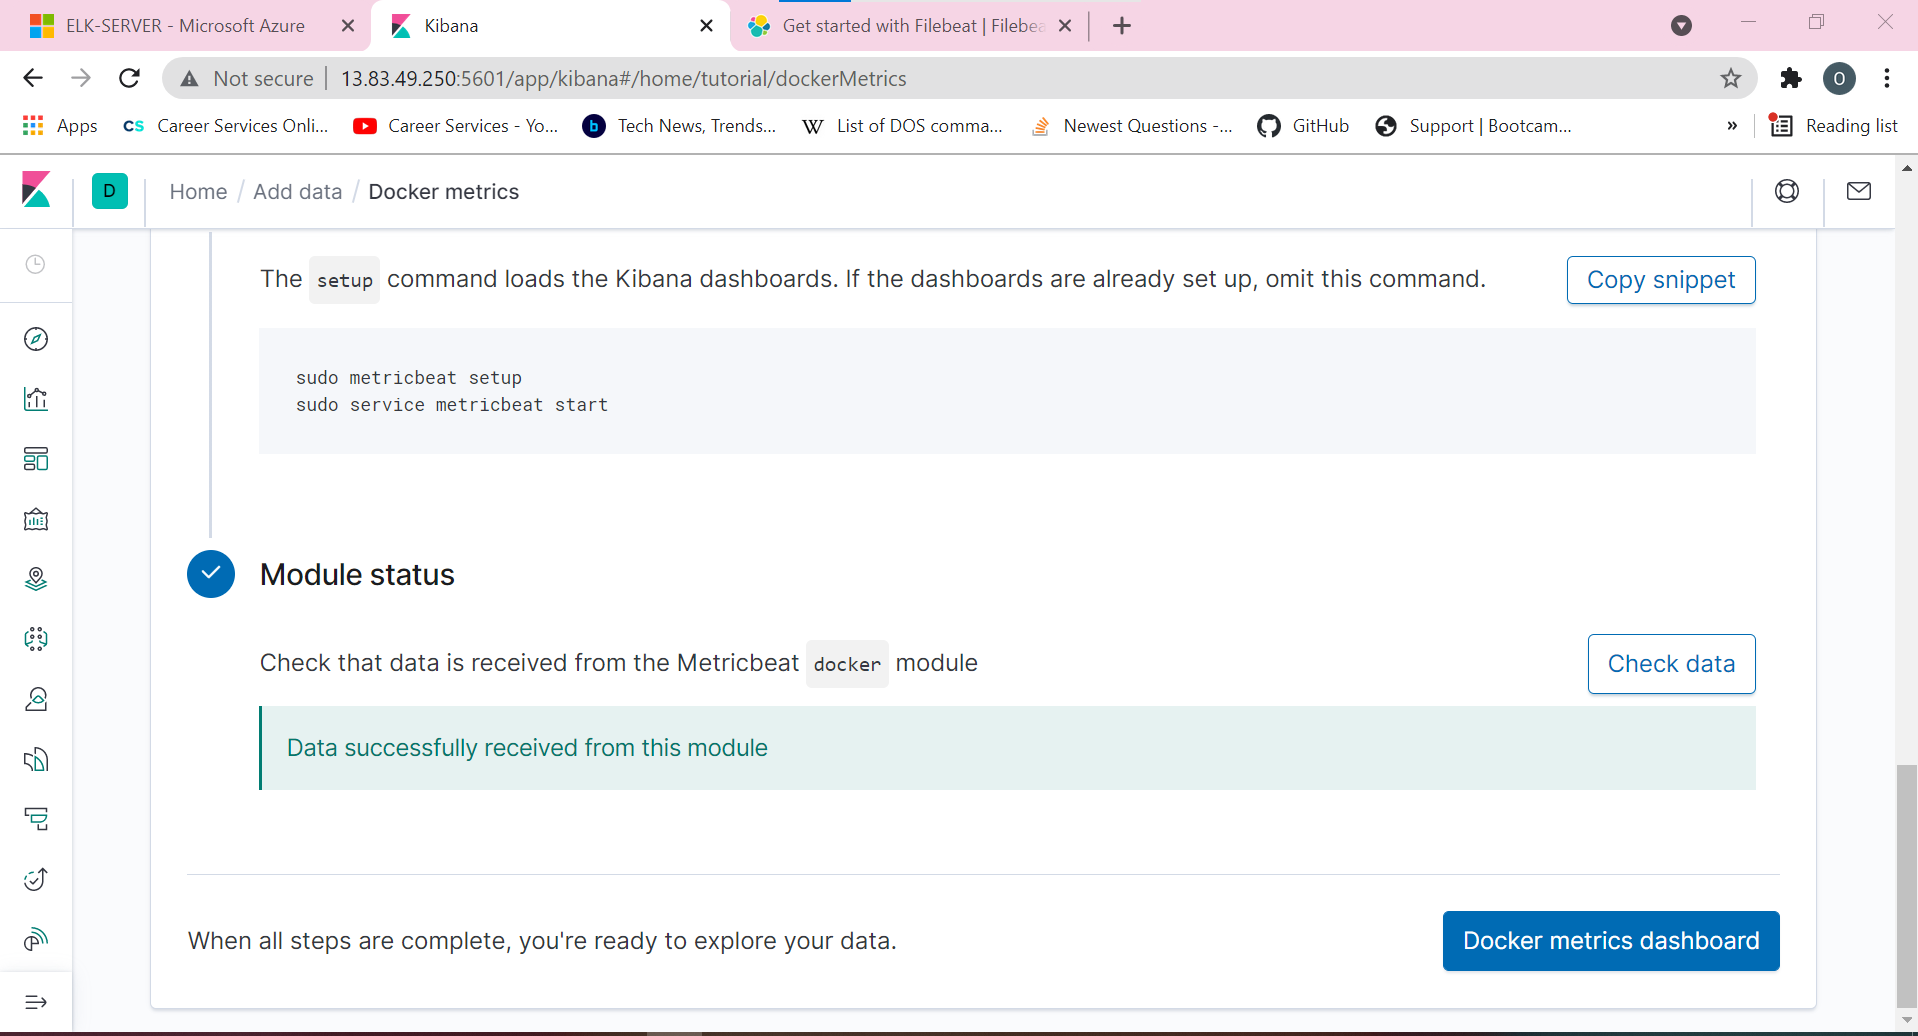 ELK-SERVER - Microsoft Azure
Kibana
Get started with Filebeat | Filebea
Not secure 13.83.49.250:5601/app/kibana#/home/tutorial/dockerMetrics
O
Apps
cs Career Services Onli...
Career Services - Yo...
b Tech News, Trends...
W List of DOS comma...
Newest Questions -...
GitHub
Support | Bootcam...
»
Reading list
D
Home / Add data / Docker metrics
The setup command loads the Kibana dashboards. If the dashboards are already set up, omit this command.
Copy snippet
sudo metricbeat setup
sudo service metricbeat start
Module status
Check that data is received from the Metricbeat docker module
Check data
Data successfully received from this module
When all steps are complete, you're ready to explore your data.
Docker metrics dashboard